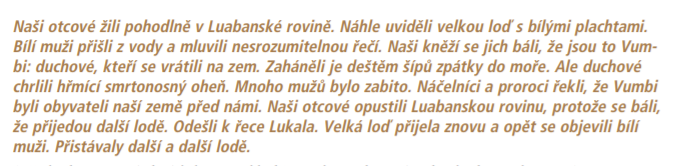 Naši otcové žili pohodlně v Luabanské rovině. Náhle uviděli velkou loď s bílými plachtami.
Bílí muži přišli z vody a mluvili nesrozumitelnou řečí. Naši kněží se jich báli, že jsou to Vum-
bi: duchové, kteří se vrátili na zem. Zaháněli je deštěm šípů zpátky do moře. Ale duchové
chrlili hřmící smrtonosný oheň. Mnoho mužů bylo zabito. Náčelníci a proroci řekli, že Vumbi
byli obyvateli naší země před námi. Naši otcové opustili Luabanskou rovinu, protože se báli,
že přijedou další lodě. Odešli k řece Lukala. Velká loď přijela znovu a opět se objevili bílí
muži. Přistávaly další a další lodě.